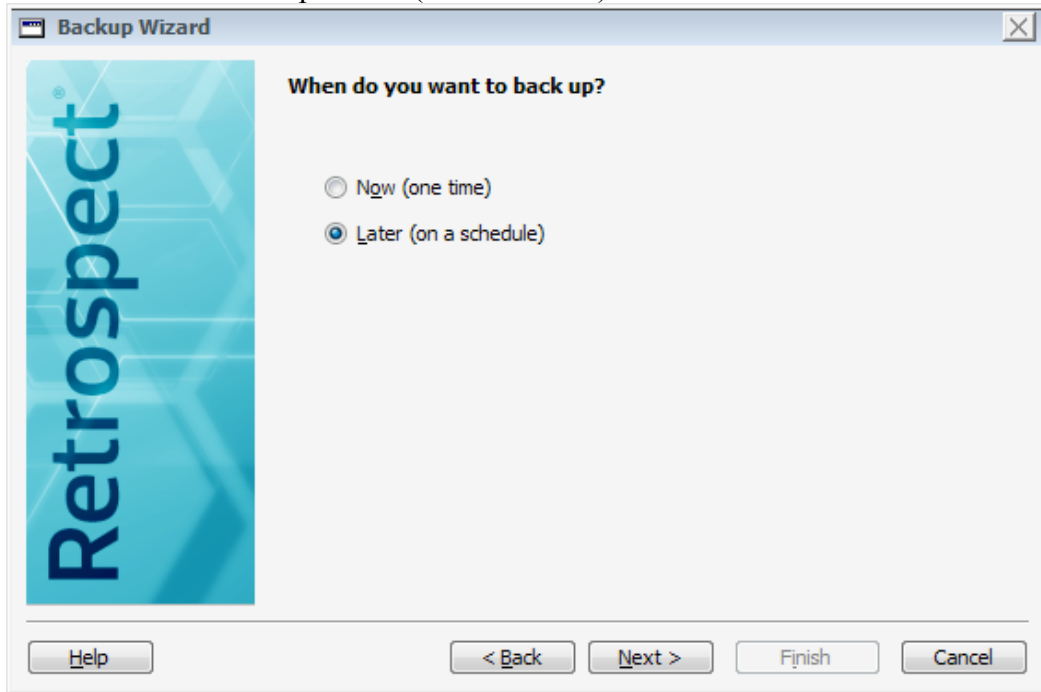 Backup Wizard
Retrospect®
When do you want to back up?
Now (one time)
Later (on a schedule)
Help
< Back
Next >
Finish
Cancel